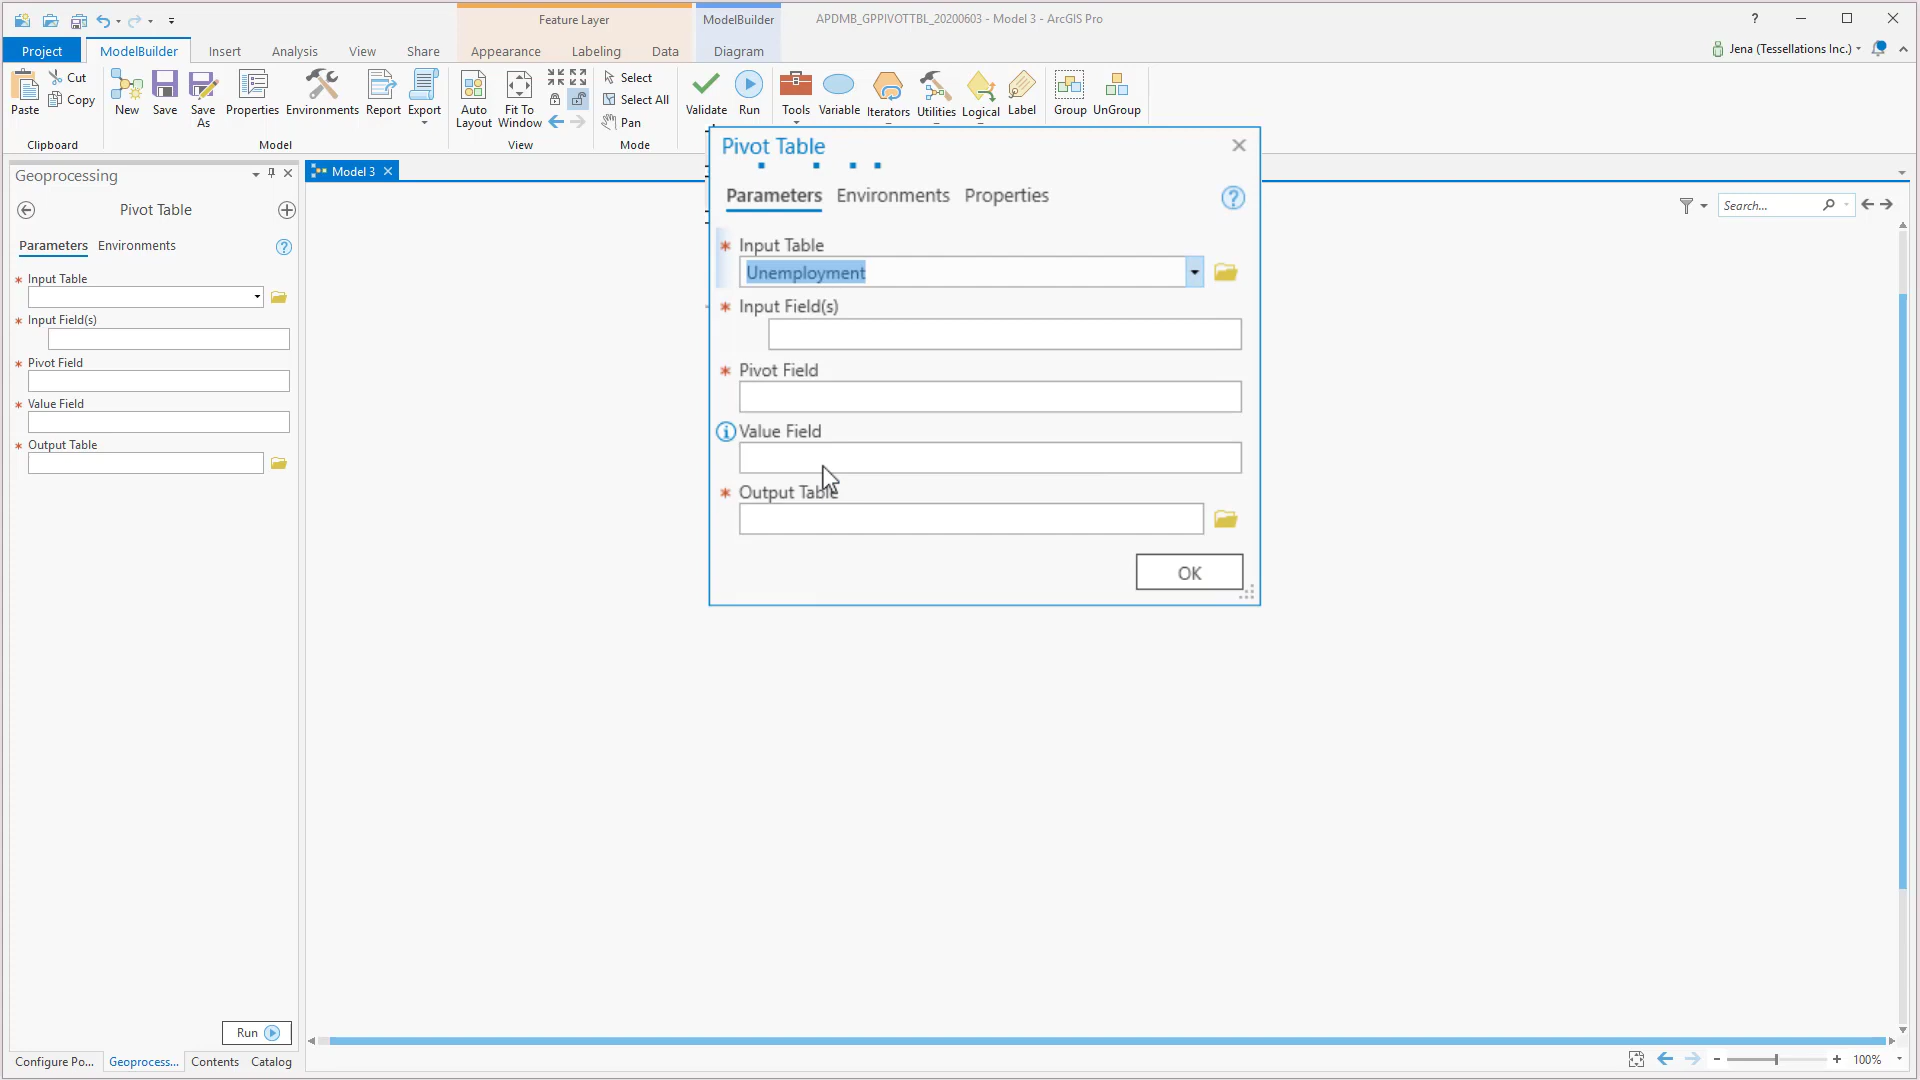 Feature Layer
ModelBuilder
APDMB_GPPIVOTTBL_20200603 - Model 3 - ArcGIS Pro
?
Project
ModelBuilder
Insert
Analysis
View
Share
Appearance
Labeling
Data
Diagram
Jena (Tessellations Inc.)
Paste
Cut
Copy
New
Save
Save
As
Properties
Environments
Report
Export
Auto
Layout
Fit To
Window
Select
Select All
Pan
Validate
Run
Tools
Variable
Iterators
Utilities
Logical
Label
Group
UnGroup
Clipboard
Model
View
Mode
Geoprocessing
Model 3
Pivot Table
Parameters
Environments
?
* Input Table
* Input Field(s)
* Pivot Field
* Value Field
* Output Table
Run
Configure Po...
Geoprocess...
Contents
Catalog
Pivot Table
Parameters
Environments
Properties
?
* Input Table
Unemployment
* Input Field(s)
* Pivot Field
Value Field
* Output Table
OK
Search...
100%